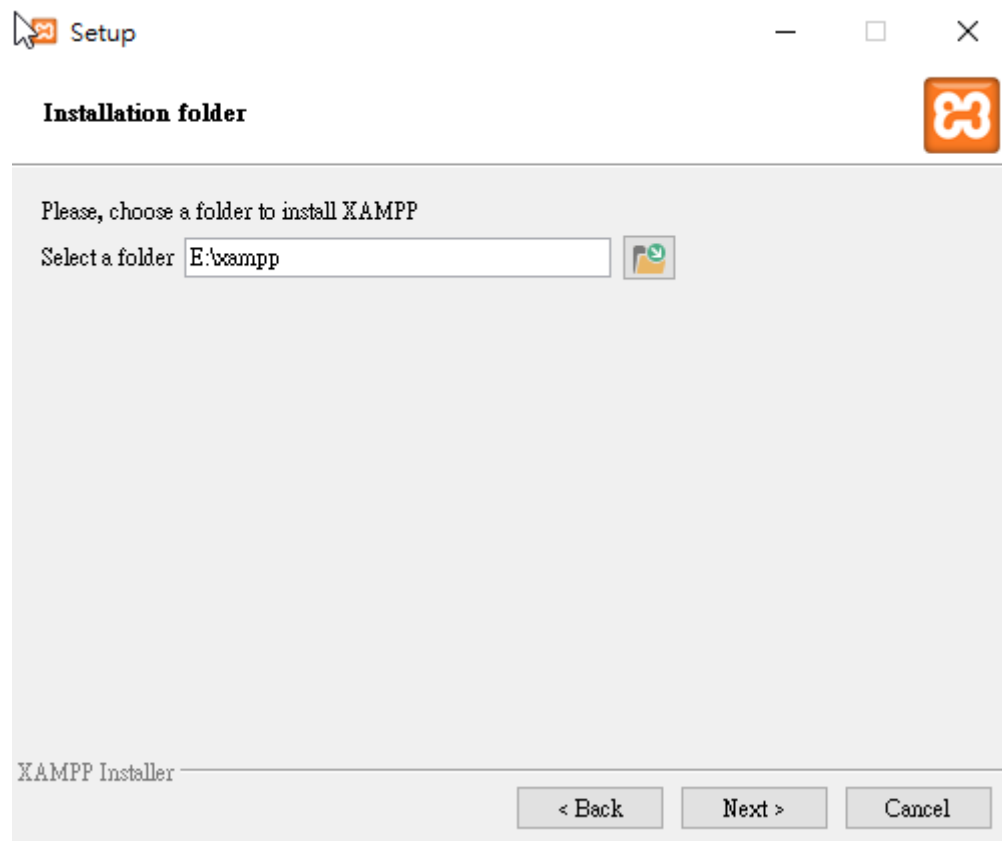 Setup
Installation folder
Please, choose a folder to install XAMPP
Select a folder E:\xampp
XAMPP Installer
< Back Next > Cancel